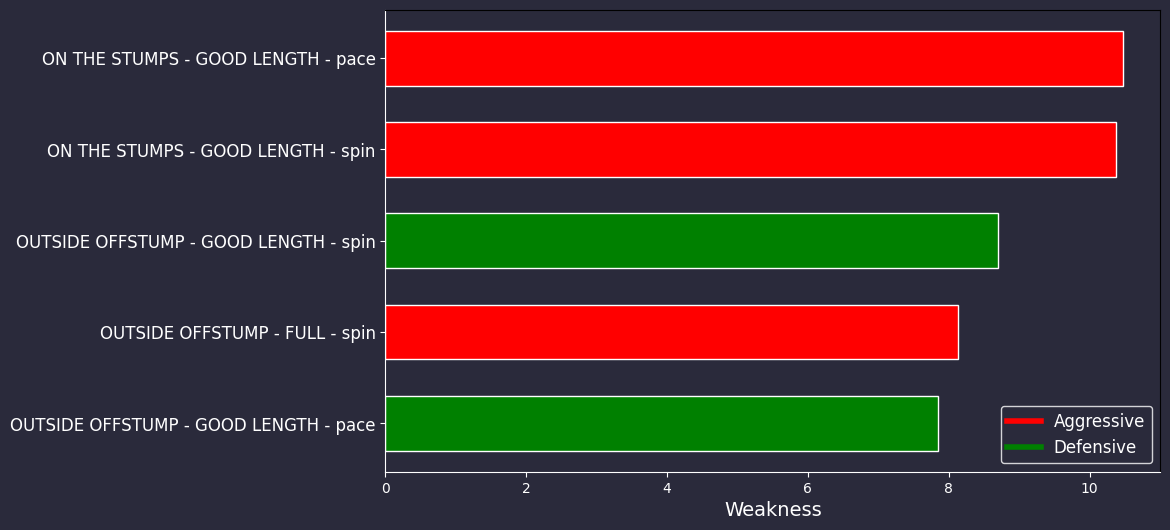 ON THE STUMPS - GOOD LENGTH - pace
ON THE STUMPS - GOOD LENGTH - spin
OUTSIDE OFFSTUMP - GOOD LENGTH - spin
OUTSIDE OFFSTUMP - FULL - spin
OUTSIDE OFFSTUMP - GOOD LENGTH - pace
Aggressive
Defensive
0 2 4 6 8 10
Weakness